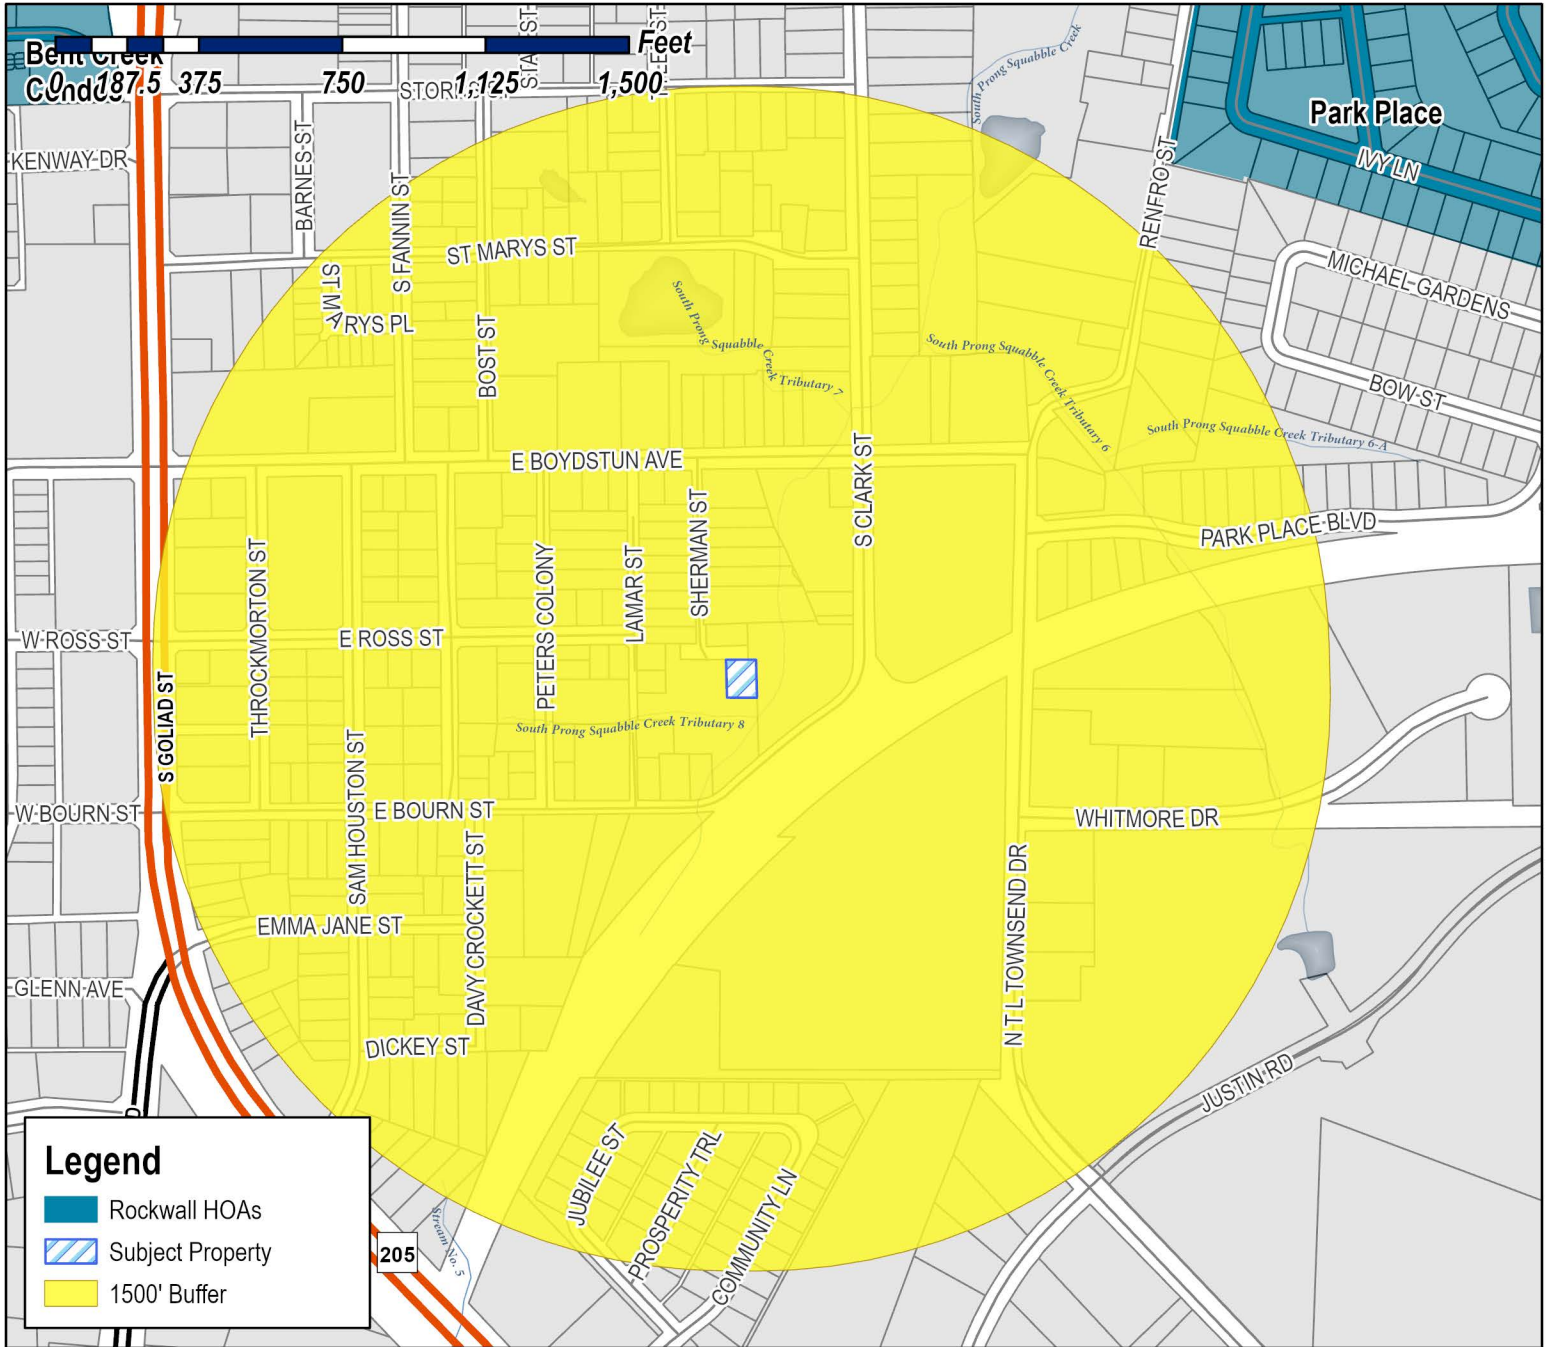 Bent Creek
Condos
Feet
0 187.5 375 750 1,125 1,500
Park Place
IVY LN
KENWAY DR
BARNES ST
S FANNIN ST
South Prong Squabble Creek
RENFRO ST
ST MARYS ST
ST MARYS PL
BOST ST
MICHAEL GARDENS
BOW ST
South Prong Squabble Creek Tributary 7
South Prong Squabble Creek Tributary 6
South Prong Squabble Creek Tributary 6-A
E BOYDSTUN AVE
S CLARK ST
SHERMAN ST
PARK PLACE BLVD
THROCKMORTON ST
PETERS COLONY
LAMAR ST
W ROSS ST
E ROSS ST
S GOLIAD ST
South Prong Squabble Creek Tributary 8
SAM HOUSTON ST
W BOURN ST
E BOURN ST
WHITMORE DR
DAVY CROCKETT ST
N T L TOWNSEND DR
EMMA JANE ST
GLENN AVE
DICKEY ST
JUSTIN RD
JUBILEE ST
PROSPERITY TRL
COMMUNITY LN
Stream No. 5
205
Legend
Rockwall HOAs
Subject Property
1500' Buffer